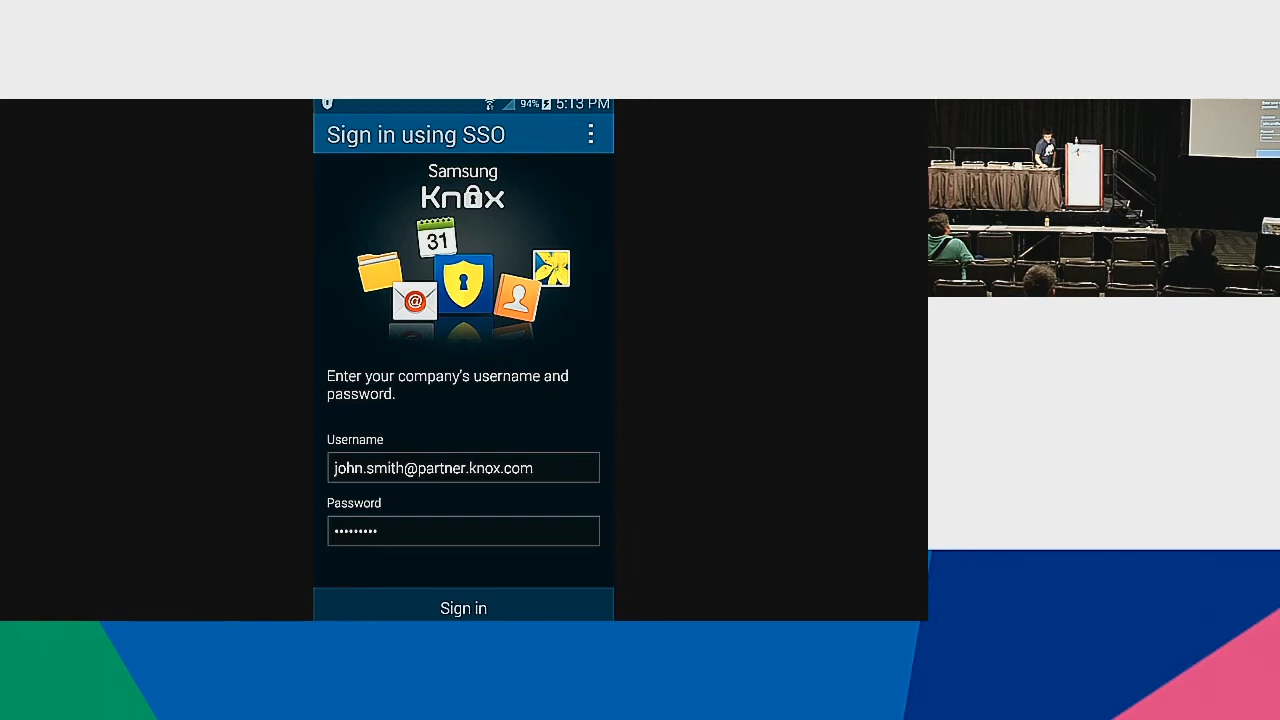 94% 5:13 PM
Sign in using SSO
Samsung
Knox
31
@
Enter your company's username and
password.
Username
john.smith@partner.knox.com
Password
•••••••••
Sign in